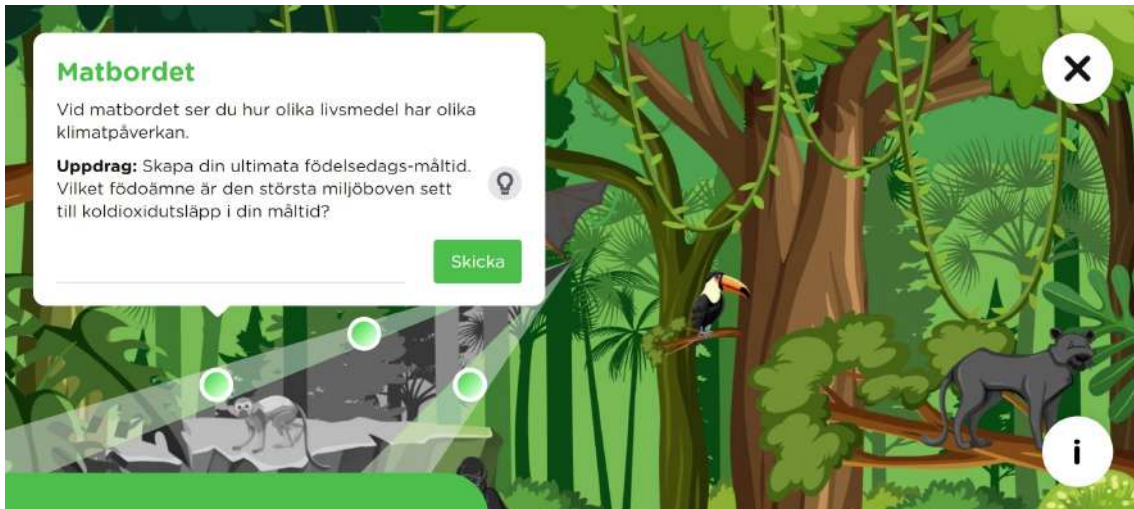 Matbordet
Vid matbordet ser du hur olika livsmedel har olika
klimatpåverkan.
Uppdrag: Skapa din ultimata födelsedags-måltid.
Vilket födoämne är den största miljöboven sett
till koldioxidutsläpp i din måltid?
Skicka
i